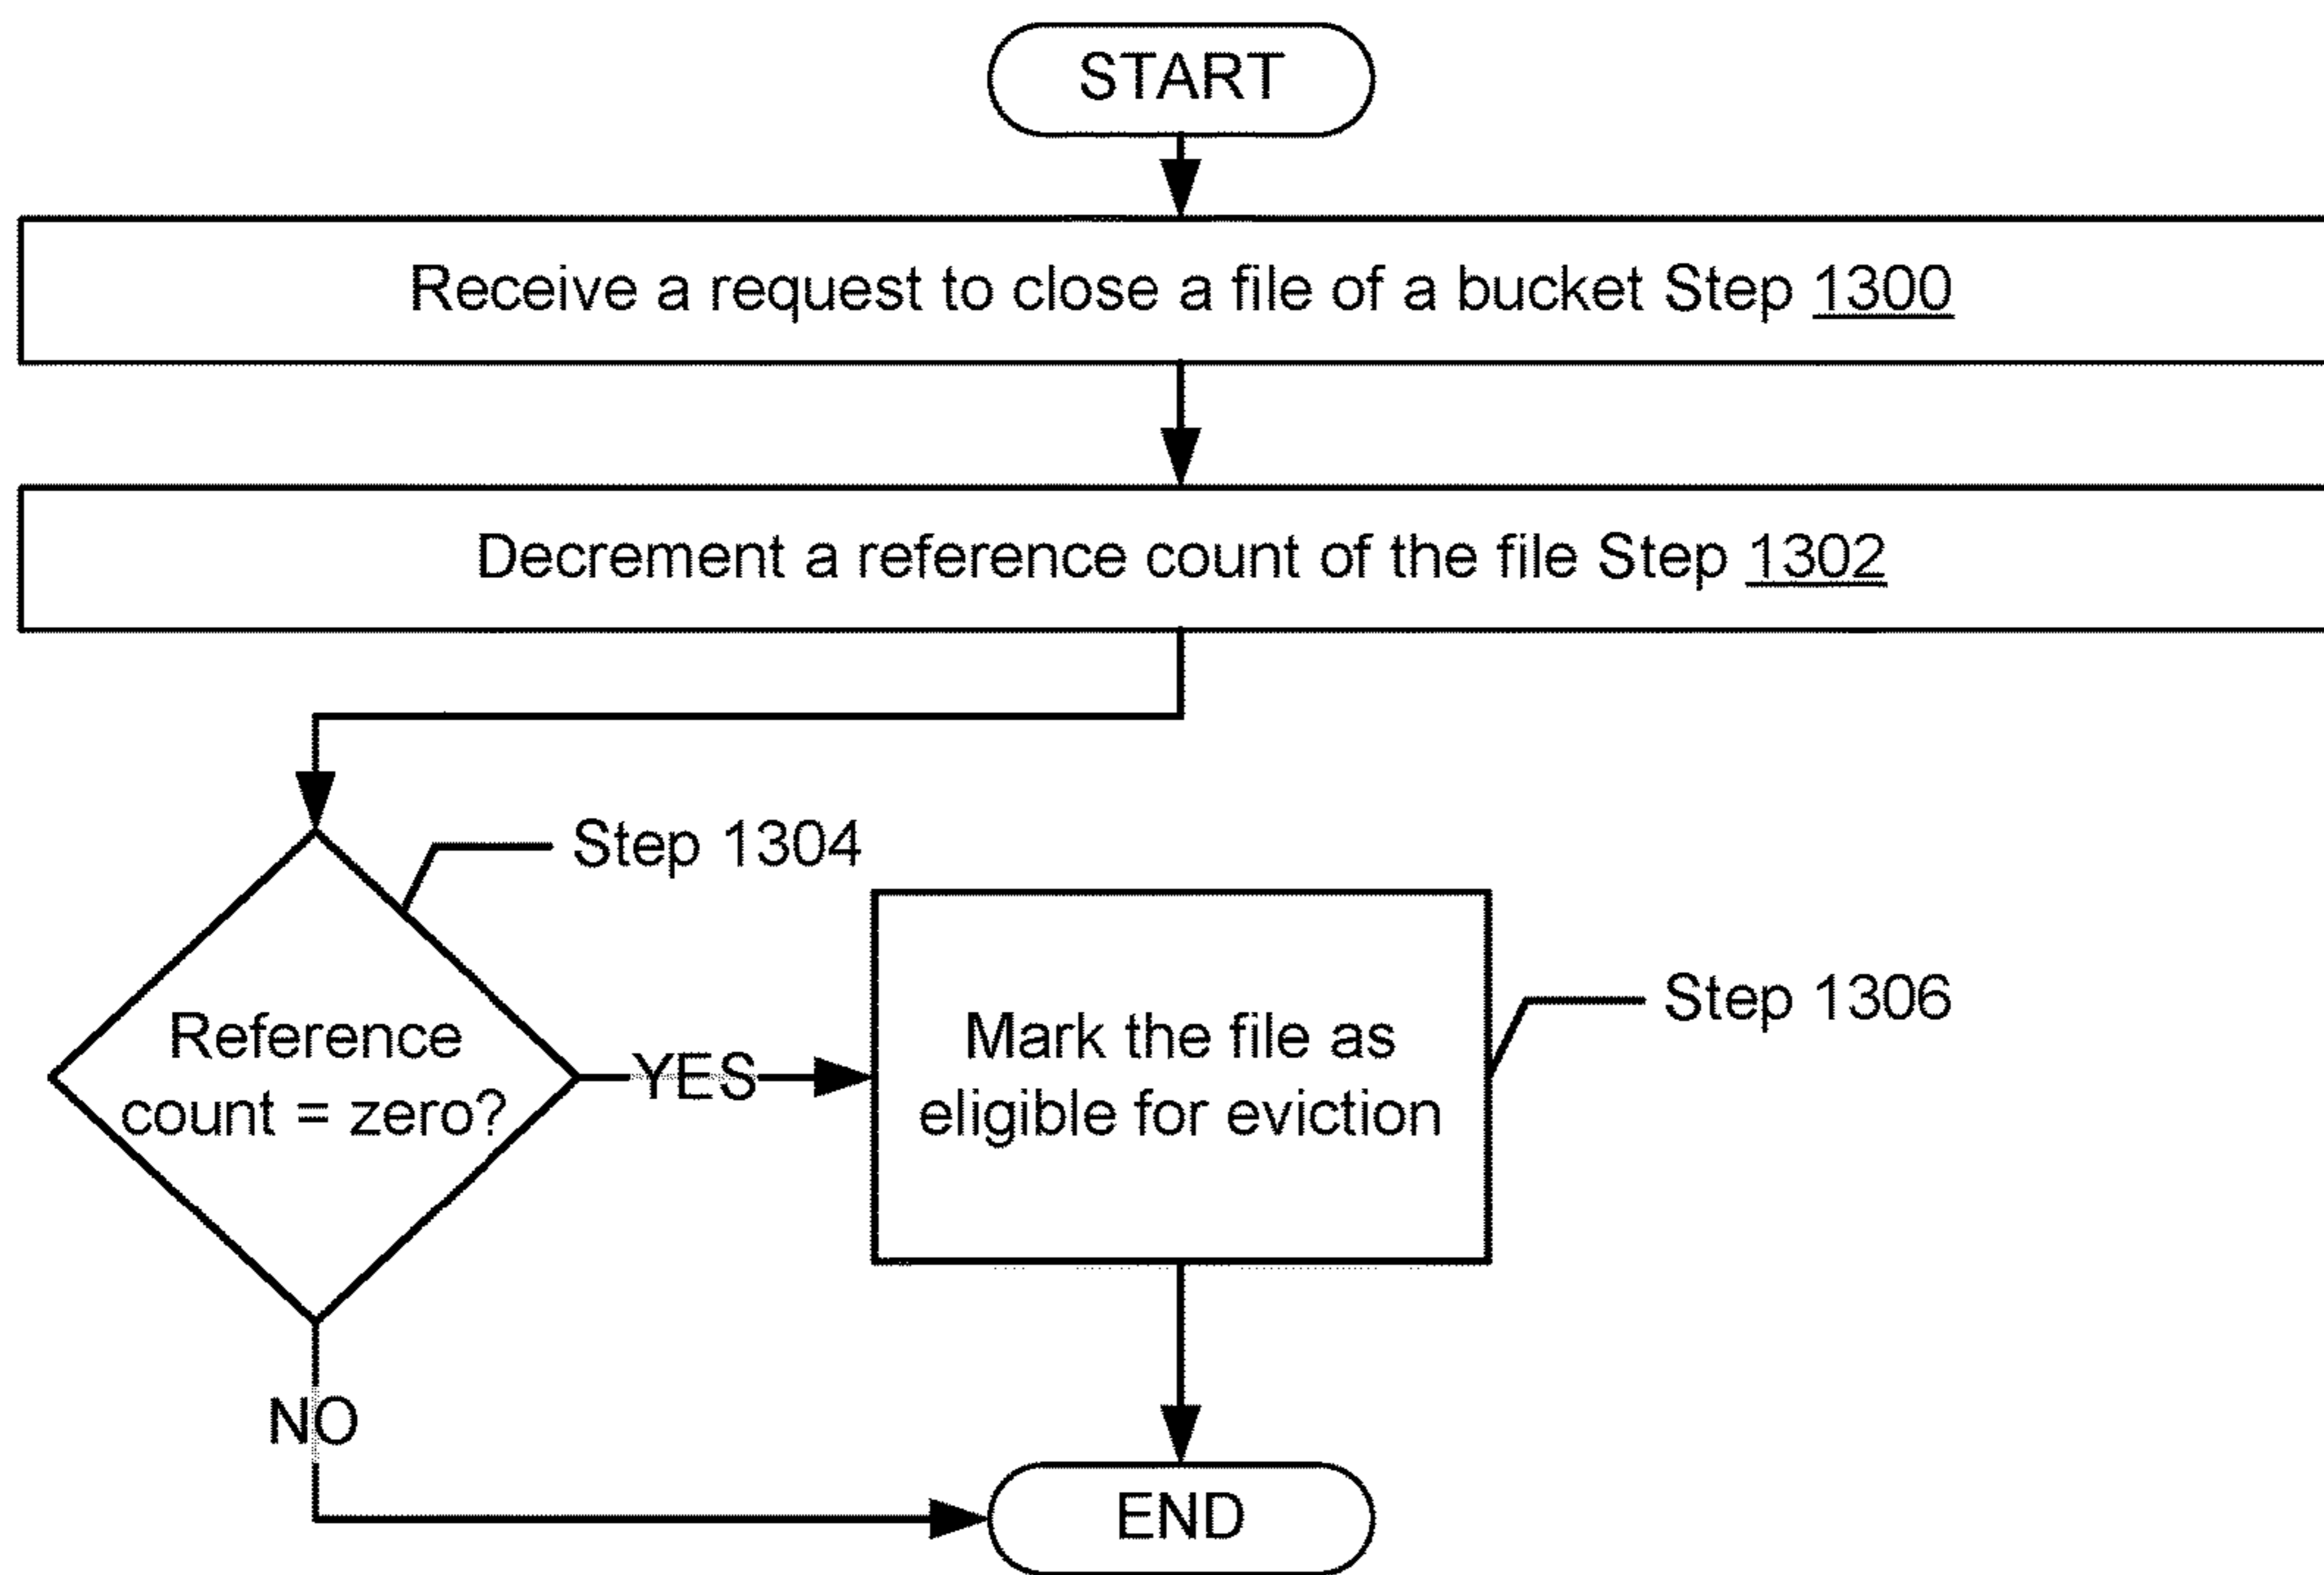 START
Receive a request to close a file of a bucket Step 1300
Decrement a reference count of the file Step 1302
Step 1304
Reference
count = zero?
YES
Mark the file as
eligible for eviction
Step 1306
NO
END